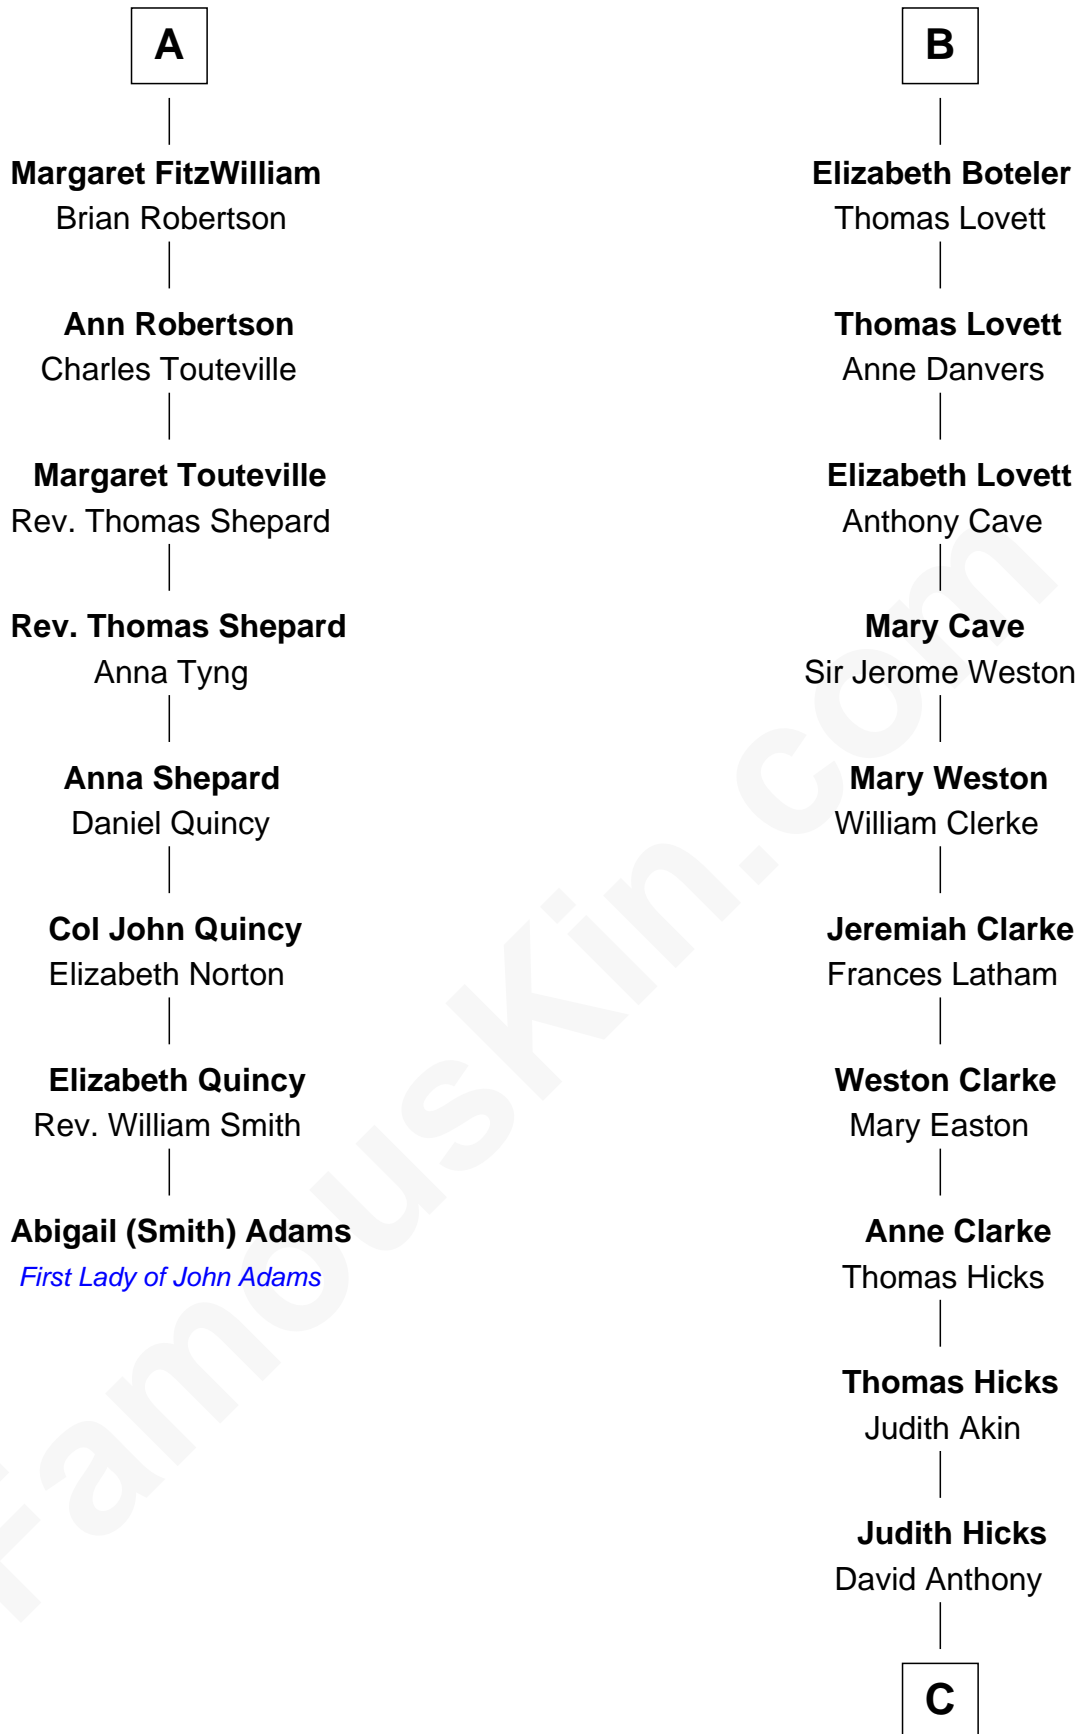 A
Margaret FitzWilliam
Brian Robertson
Ann Robertson
Charles Touteville
Margaret Touteville
Rev. Thomas Shepard
Rev. Thomas Shepard
Anna Tyng
Anna Shepard
Daniel Quincy
Col John Quincy
Elizabeth Norton
Elizabeth Quincy
Rev. William Smith
Abigail (Smith) Adams
First Lady of John Adams
B
Elizabeth Boteler
Thomas Lovett
Thomas Lovett
Anne Danvers
Elizabeth Lovett
Anthony Cave
Mary Cave
Sir Jerome Weston
Mary Weston
William Clerke
Jeremiah Clarke
Frances Latham
Weston Clarke
Mary Easton
Anne Clarke
Thomas Hicks
Thomas Hicks
Judith Akin
Judith Hicks
David Anthony
C
FamousKin.com